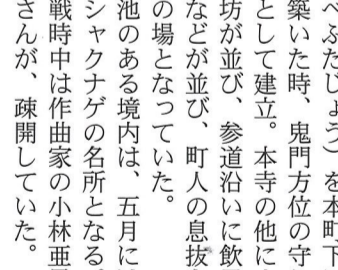 べふたじょう）を本町下
築いた時、鬼門方位の守
として建立。本寺の他に
坊が並び、参道沿いに飲
などが並び、町人の息抜
の場となっていた。
池のある境内は、五月に
シャクナゲの名所となる
戦時中は作曲家の小林亜
さんが、疎開していた。